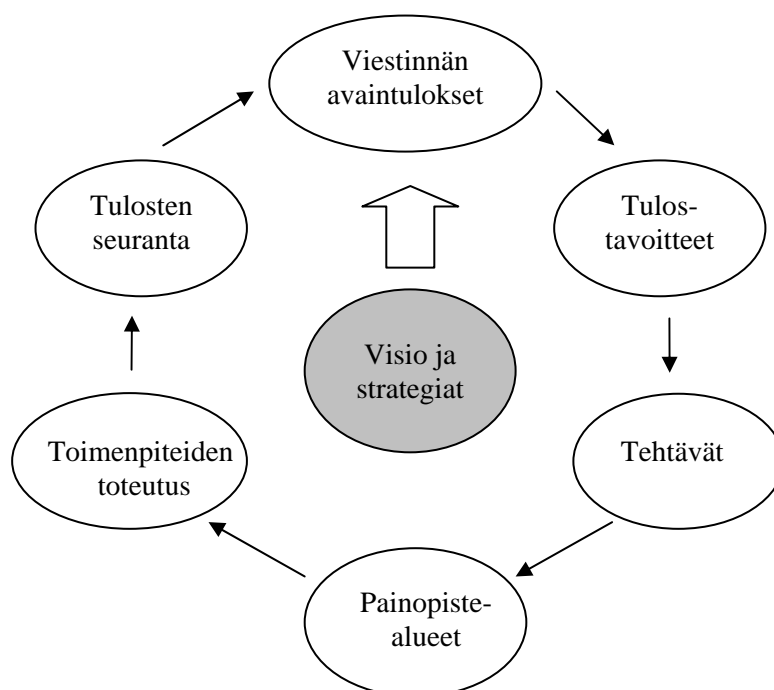 Viestinnän
avaintulokset
Tulosten
seuranta
Tulos-
tavoitteet
Visio ja
strategiat
Toimenpiteiden
toteutus
Tehtävät
Painopiste-
alueet